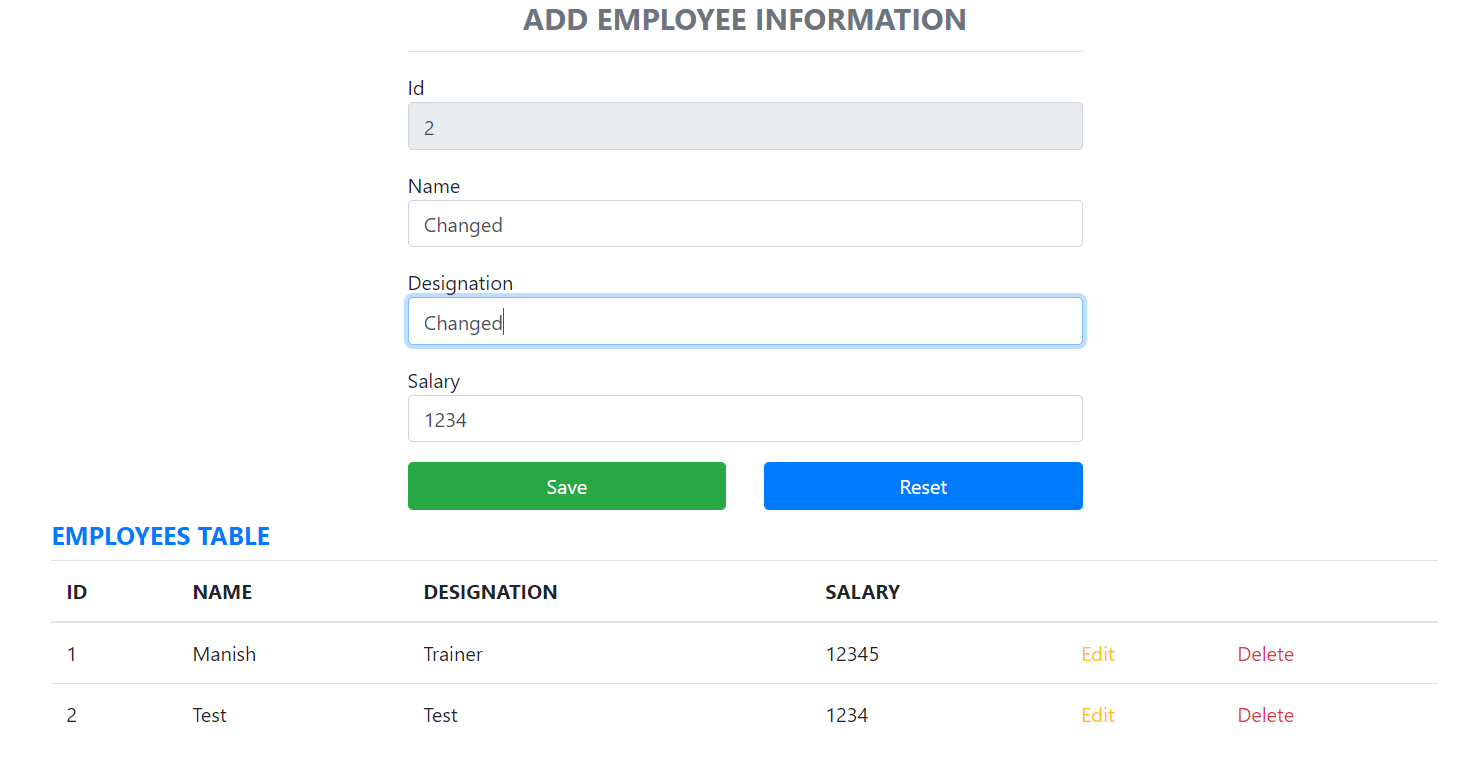 ADD EMPLOYEE INFORMATION
Id
2
Name
Changed
Designation
Changed
Salary
1234
Save Reset
EMPLOYEES TABLE
ID NAME DESIGNATION SALARY
1 Manish Trainer 12345 Edit Delete
2 Test Test 1234 Edit Delete